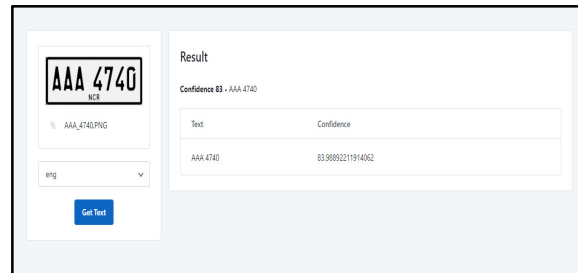 AAA 4740
NCR
AAA_4740.PNG
eng
Get Text
Result
Confidence 83 - AAA 4740
Text Confidence
AAA 4740 83.98892211914062